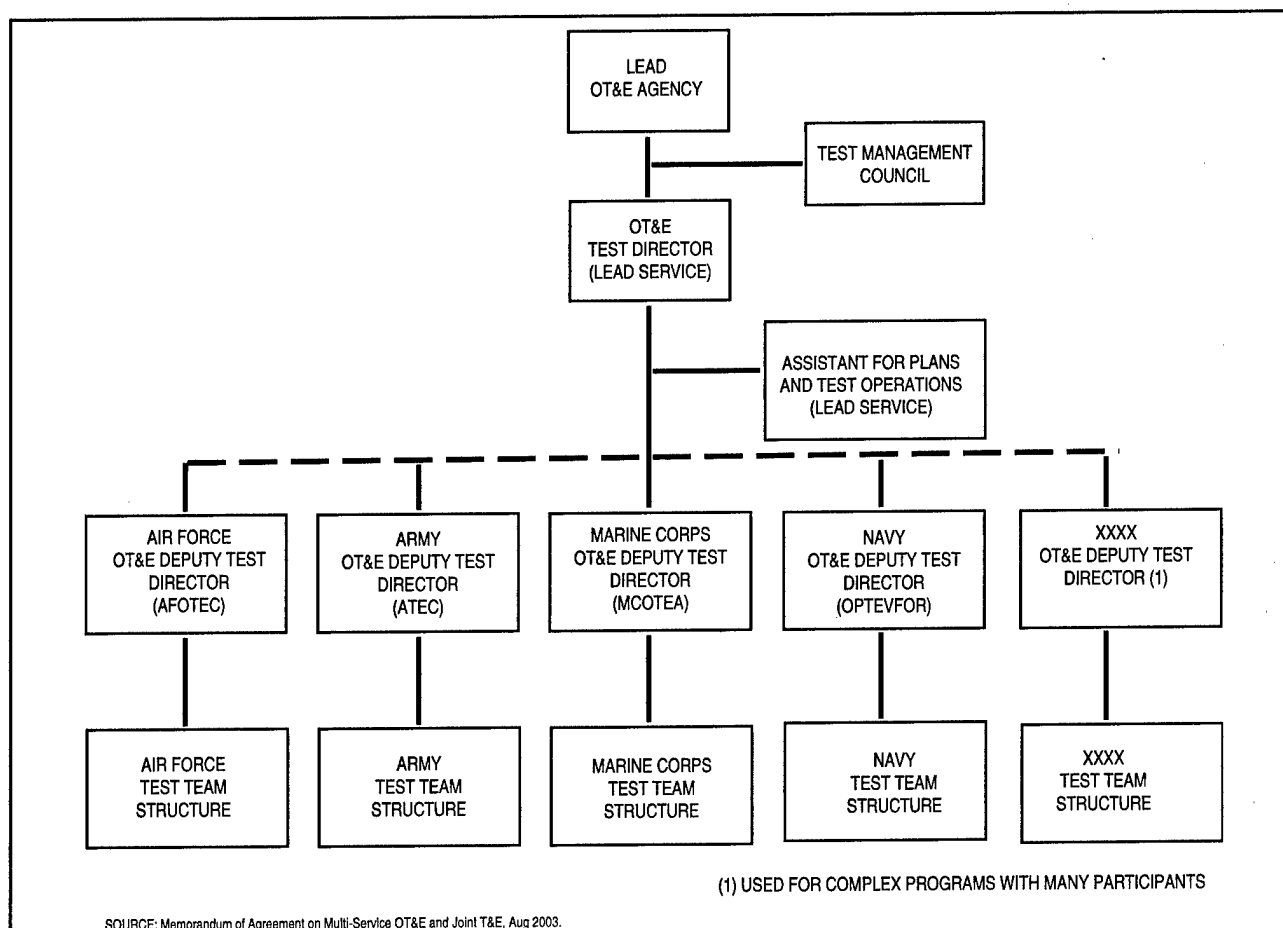 LEAD
OT&E AGENCY
TEST MANAGEMENT
COUNCIL
OT&E
TEST DIRECTOR
(LEAD SERVICE)
ASSISTANT FOR PLANS
AND TEST OPERATIONS
(LEAD SERVICE)
AIR FORCE
OT&E DEPUTY TEST
DIRECTOR
(AFOTEC)
ARMY
OT&E DEPUTY TEST
DIRECTOR
(ATEC)
MARINE CORPS
OT&E DEPUTY TEST
DIRECTOR
(MCOTEA)
NAVY
OT&E DEPUTY TEST
DIRECTOR
(OPTEVFOR)
XXXX
OT&E DEPUTY TEST
DIRECTOR (1)
AIR FORCE
TEST TEAM
STRUCTURE
ARMY
TEST TEAM
STRUCTURE
MARINE CORPS
TEST TEAM
STRUCTURE
NAVY
TEST TEAM
STRUCTURE
XXXX
TEST TEAM
STRUCTURE
(1) USED FOR COMPLEX PROGRAMS WITH MANY PARTICIPANTS
SOURCE: Memorandum of Agreement on Multi-Service OT&E and Joint T&E, Aug 2003.